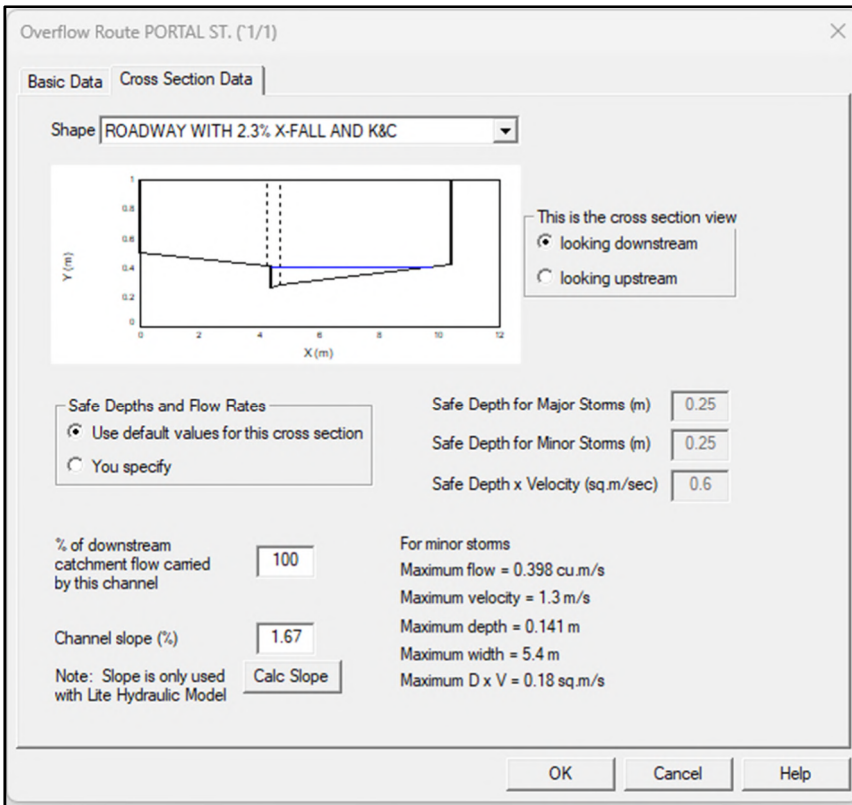 Overflow Route PORTAL ST. (`1/1)
Basic Data
Cross Section Data
Shape
ROADWAY WITH 2.3% X-FALL AND K&C
1
0.8
0.6
0.4
0.2
0
Y (m)
0
2
4
6
8
10
12
X (m)
This is the cross section view
looking downstream
looking upstream
Safe Depths and Flow Rates
Use default values for this cross section
You specify
Safe Depth for Major Storms (m)
0.25
Safe Depth for Minor Storms (m)
0.25
Safe Depth x Velocity (sq.m/sec)
0.6
% of downstream
catchment flow carried
by this channel
100
Channel slope (%)
1.67
Note: Slope is only used
with Lite Hydraulic Model
Calc Slope
For minor storms
Maximum flow = 0.398 cu.m/s
Maximum velocity = 1.3 m/s
Maximum depth = 0.141 m
Maximum width = 5.4 m
Maximum D x V = 0.18 sq.m/s
OK
Cancel
Help